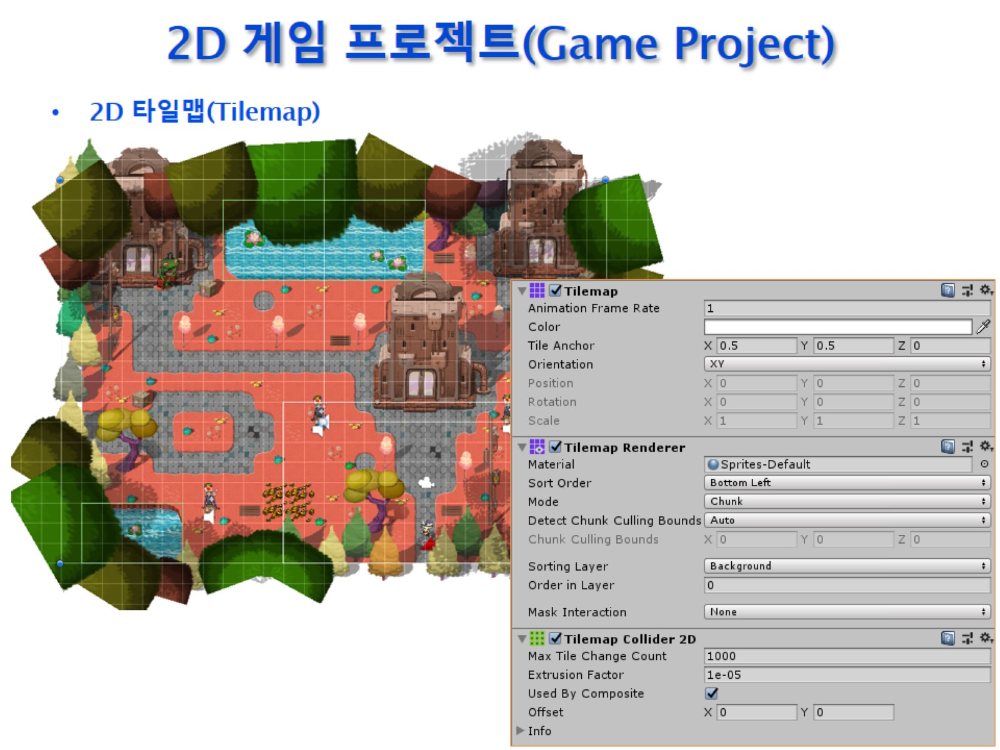 2D 게임 프로젝트(Game Project)
• 2D 타일맵(Tilemap)
Tilemap
Animation Frame Rate 1
Color
Tile Anchor X 0.5 Y 0.5 Z 0
Orientation XY
Position X 0 Y 0 Z 0
Rotation X 0 Y 0 Z 0
Scale X 1 Y 1 Z 1
Tilemap Renderer
Material Sprites-Default
Sort Order Bottom Left
Mode Chunk
Detect Chunk Culling Bounds Auto
Chunk Culling Bounds X 0 Y 0 Z 0
Sorting Layer Background
Order in Layer 0
Mask Interaction None
Tilemap Collider 2D
Max Tile Change Count 1000
Extrusion Factor 1e-05
Used By Composite
Offset X 0 Y 0
Info